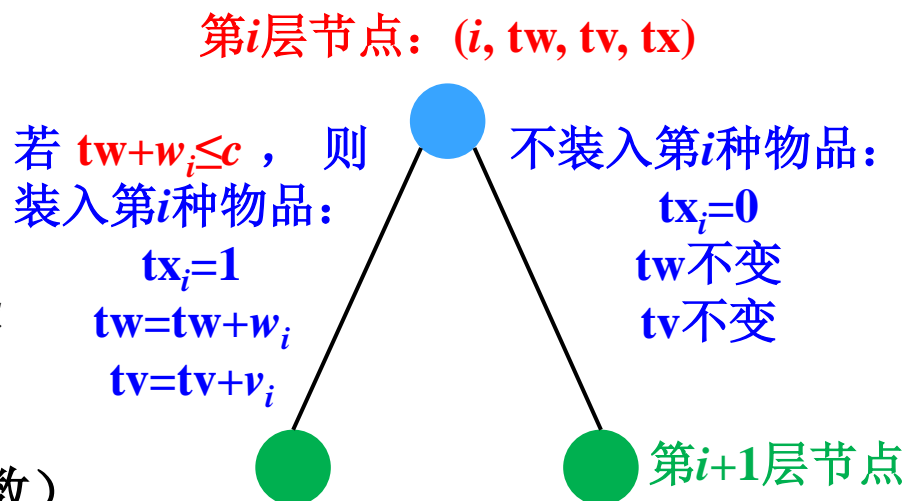 第i层节点：(i, tw, tv, tx)
若 tw+wᵢ≤c ， 则
装入第i种物品：
txᵢ=1
tw=tw+wᵢ
tv=tv+vᵢ
不装入第i种物品：
txᵢ=0
tw不变
tv不变
第i+1层节点
数）